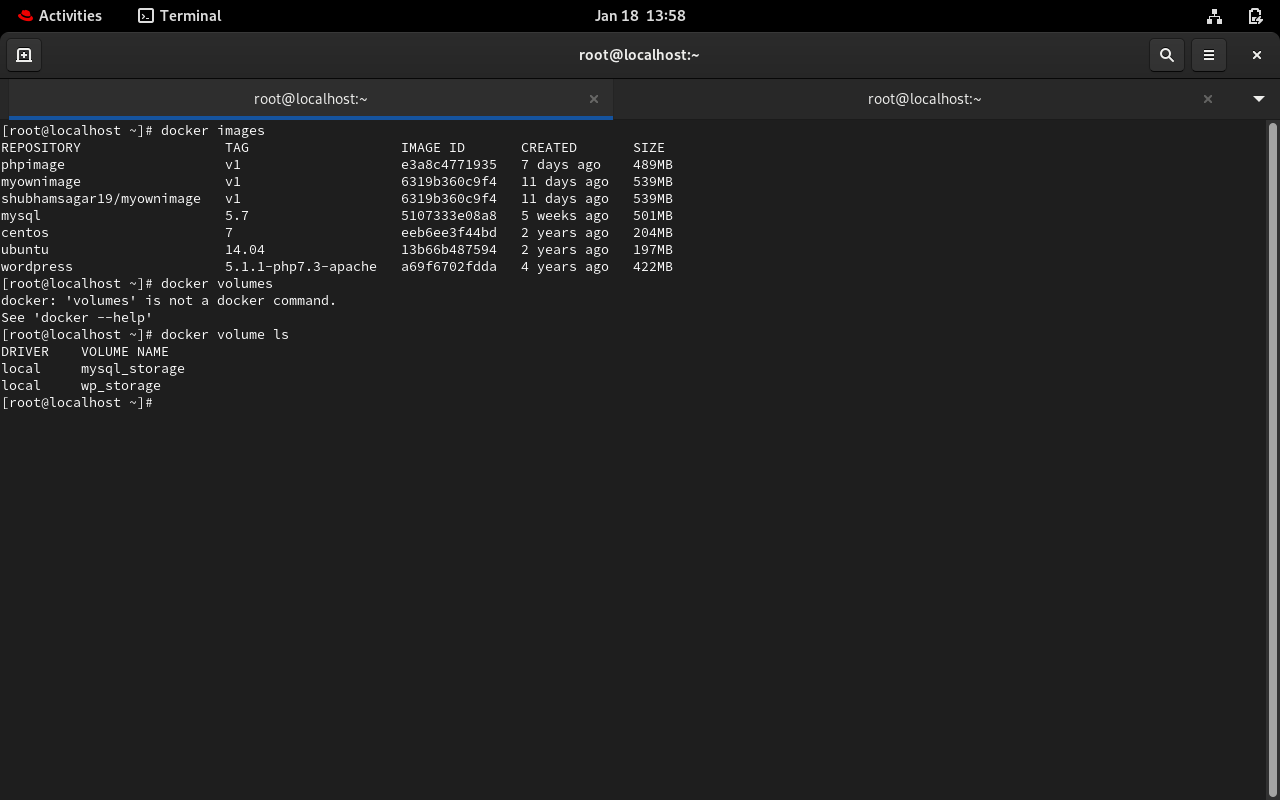 Activities Terminal Jan 18 13:58
root@localhost:~
root@localhost:~ root@localhost:~
[root@localhost ~]# docker images
REPOSITORY                  TAG                   IMAGE ID       CREATED       SIZE
phpimage                    v1                    e3a8c4771935   7 days ago    489MB
myownimage                  v1                    6319b360c9f4   11 days ago   539MB
shubhamsagar19/myownimage   v1                    6319b360c9f4   11 days ago   539MB
mysql                       5.7                   5107333e08a8   5 weeks ago   501MB
centos                      7                     eeb6ee3f44bd   2 years ago   204MB
ubuntu                      14.04                 13b66b487594   2 years ago   197MB
wordpress                   5.1.1-php7.3-apache   a69f6702fdda   4 years ago   422MB
[root@localhost ~]# docker volumes
docker: 'volumes' is not a docker command.
See 'docker --help'
[root@localhost ~]# docker volume ls
DRIVER    VOLUME NAME
local     mysql_storage
local     wp_storage
[root@localhost ~]#